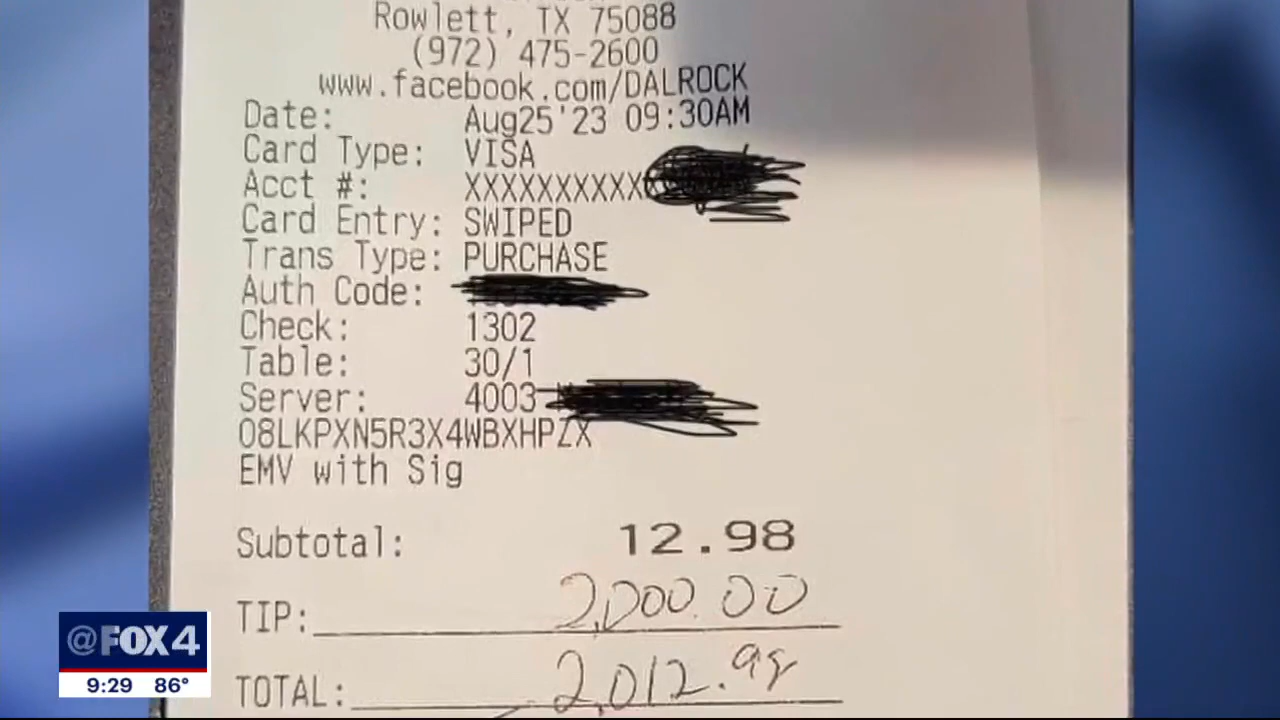 Rowlett, TX 75088
(972) 475-2600
www.facebook.com/DALROCK
Date: Aug25'23 09:30AM
Card Type: VISA
Acct #: XXXXXXXXXX
Card Entry: SWIPED
Trans Type: PURCHASE
Auth Code:
Check: 1302
Table: 30/1
Server: 4003
08LKPXN5R3X4WBXHPZX
EMV with Sig
Subtotal: 12.98
TIP: 2,000.00
TOTAL: 2,012.98
@FOX4
9:29 86°